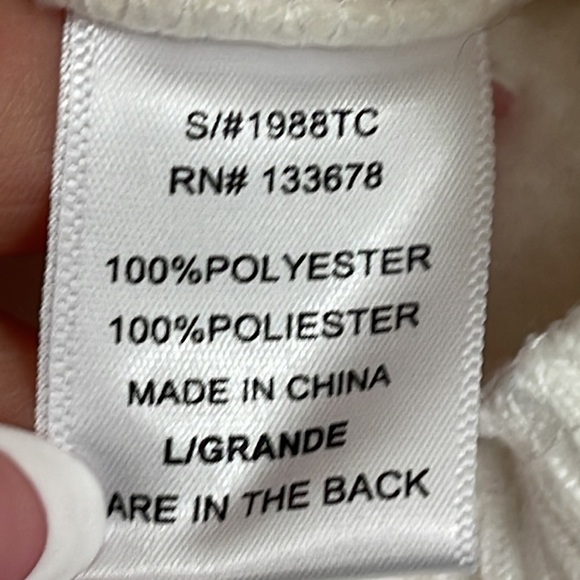 S/#1988TC
RN# 133678
100%POLYESTER
100%POLIESTER
MADE IN CHINA
L/GRANDE
ARE IN THE BACK